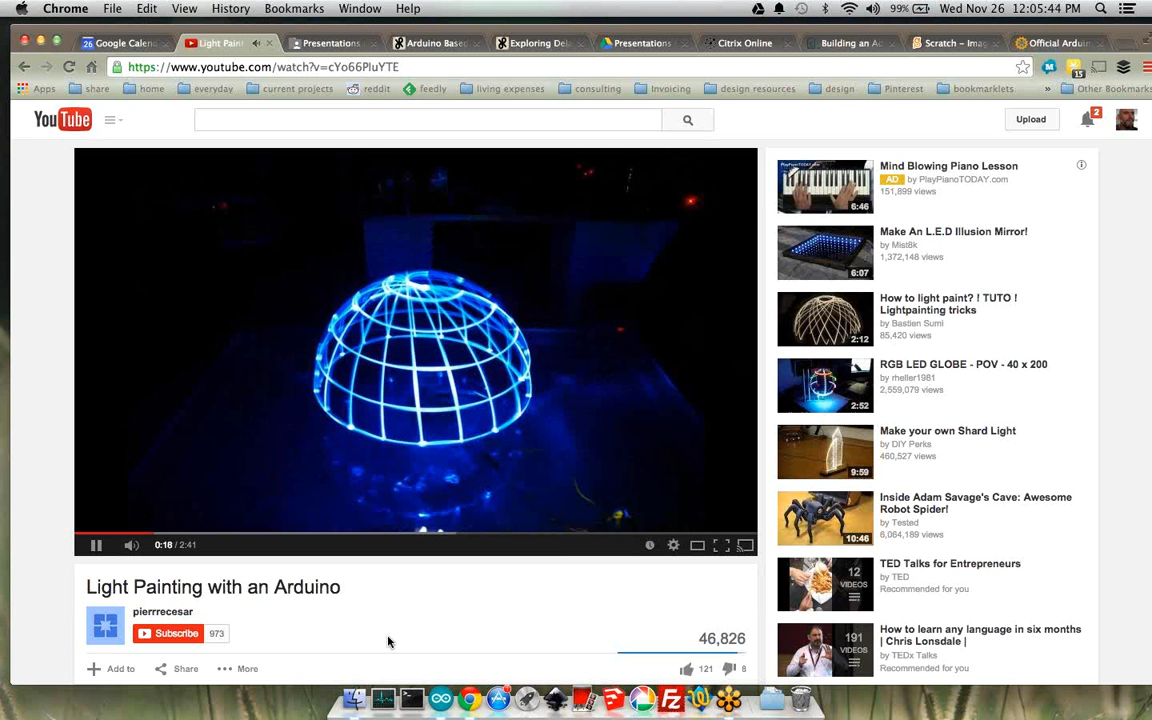 Chrome File Edit View History Bookmarks Window Help 99% Wed Nov 26 12:05:44 PM
26 Google Calen Light Pain Presentations Arduino Base Exploring Del Presentations Citrix Online Building an Ac Scratch – Imag Official Ardui
https://www.youtube.com/watch?v=cYo66PluYTE 15
Apps share home everyday current projects reddit feedly living expenses consulting Invoicing design resources design Pinterest bookmarklets » Other Bookmarks
YouTube Upload 2
0:18 / 2:41
Light Painting with an Arduino
pierrrecesar
Subscribe 973
46,826
Add to Share More 121 8
Mind Blowing Piano Lesson
AD by PlayPianoTODAY.com
151,899 views
6:46
Make An L.E.D Illusion Mirror!
by Mist8k
1,372,148 views
6:07
How to light paint? ! TUTO !
Lightpainting tricks
by Bastien Sumi
85,420 views
2:12
RGB LED GLOBE - POV - 40 x 200
by rheller1981
2,559,079 views
2:52
Make your own Shard Light
by DIY Perks
460,527 views
9:59
Inside Adam Savage's Cave: Awesome
Robot Spider!
by Tested
6,064,189 views
10:46
TED Talks for Entrepreneurs
by TED
Recommended for you
12
VIDEOS
How to learn any language in six months
| Chris Lonsdale |
by TEDx Talks
Recommended for you
191
VIDEOS